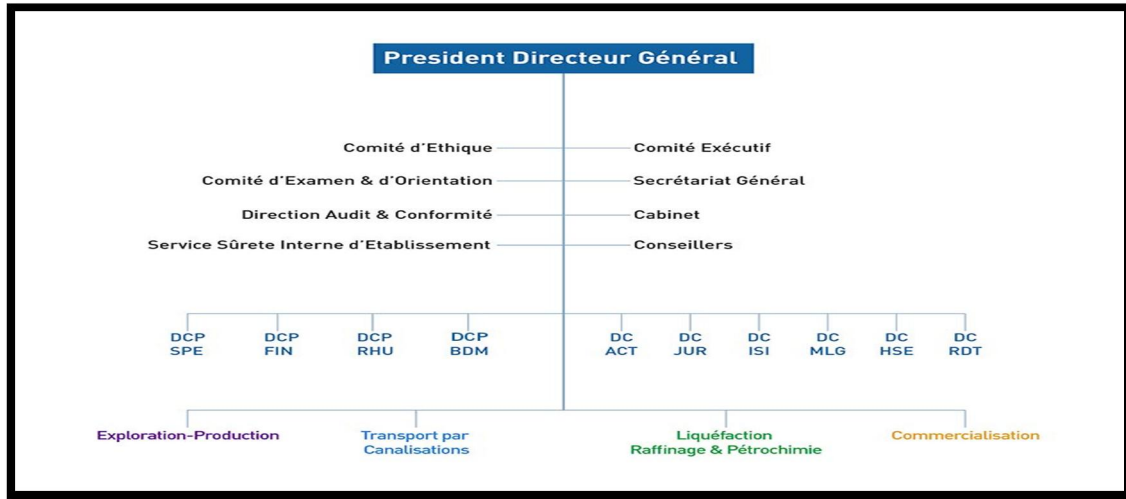 President Directeur Général
Comité d'Ethique
Comité Exécutif
Comité d'Examen & d'Orientation
Secrétariat Général
Direction Audit & Conformité
Cabinet
Service Sûrete Interne d'Etablissement
Conseillers
DCP
SPE
DCP
FIN
DCP
RHU
DCP
BDM
DC
ACT
DC
JUR
DC
ISI
DC
MLG
DC
HSE
DC
RDT
Exploration-Production
Transport par
Canalisations
Liquéfaction
Raffinage & Pétrochimie
Commercialisation